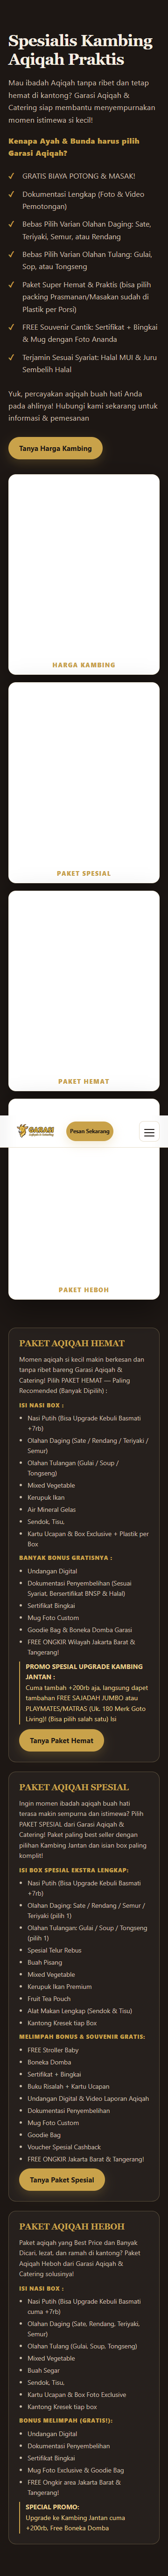 Spesialis Kambing
Aqiqah Praktis
Mau ibadah Aqiqah tanpa ribet dan tetap
hemat di kantong? Garasi Aqiqah &
Catering siap membantu menyempurnakan
momen istimewa si kecil!
Kenapa Ayah & Bunda harus pilih
Garasi Aqiqah?
✓ GRATIS BIAYA POTONG & MASAK!
✓ Dokumentasi Lengkap (Foto & Video
Pemotongan)
✓ Bebas Pilih Varian Olahan Daging: Sate,
Teriyaki, Semur, atau Rendang
✓ Bebas Pilih Varian Olahan Tulang: Gulai,
Sop, atau Tongseng
✓ Paket Super Hemat & Praktis (bisa pilih
packing Prasmanan/Masakan sudah di
Plastik per Porsi)
✓ FREE Souvenir Cantik: Sertifikat + Bingkai
& Mug dengan Foto Ananda
✓ Terjamin Sesuai Syariat: Halal MUI & Juru
Sembelih Halal
Yuk, percayakan aqiqah buah hati Anda
pada ahlinya! Hubungi kami sekarang untuk
informasi & pemesanan
Tanya Harga Kambing
HARGA KAMBING
PAKET SPESIAL
PAKET HEMAT
GARASI
Pesan Sekarang
PAKET HEBOH
PAKET AQIQAH HEMAT
Momen aqiqah si kecil makin berkesan dan
tanpa ribet bareng Garasi Aqiqah &
Catering! Pilih PAKET HEMAT — Paling
Recomended (Banyak Dipilih) :
ISI NASI BOX :
• Nasi Putih (Bisa Upgrade Kebuli Basmati
+7rb)
• Olahan Daging (Sate / Rendang / Teriyaki /
Semur)
• Olahan Tulangan (Gulai / Soup /
Tongseng)
• Mixed Vegetable
• Kerupuk Ikan
• Air Mineral Gelas
• Sendok, Tisu,
• Kartu Ucapan & Box Exclusive + Plastik per
Box
BANYAK BONUS GRATISNYA :
• Undangan Digital
• Dokumentasi Penyembelihan (Sesuai
Syariat, Bersertifikat BNSP & Halal)
• Sertifikat Bingkai
• Mug Foto Custom
• Goodie Bag & Boneka Domba Garasi
• FREE ONGKIR Wilayah Jakarta Barat &
Tangerang!
PROMO SPESIAL UPGRADE KAMBING
JANTAN :
Cuma tambah +200rb aja, langsung dapet
tambahan FREE SAJADAH JUMBO atau
PLAYMATES/MATRAS (Uk. 180 Merk Goto
Living)! (Bisa pilih salah satu) Isi
Tanya Paket Hemat
PAKET AQIQAH SPESIAL
Ingin momen ibadah aqiqah buah hati
terasa makin sempurna dan istimewa? Pilih
PAKET SPESIAL dari Garasi Aqiqah &
Catering! Paket paling best seller dengan
pilihan Kambing Jantan dan isian box paling
komplit!
ISI BOX SPESIAL EKSTRA LENGKAP:
• Nasi Putih (Bisa Upgrade Kebuli Basmati
+7rb)
• Olahan Daging: Sate / Rendang / Semur /
Teriyaki (pilih 1)
• Olahan Tulangan: Gulai / Soup / Tongseng
(pilih 1)
• Spesial Telur Rebus
• Buah Pisang
• Mixed Vegetable
• Kerupuk Ikan Premium
• Fruit Tea Pouch
• Alat Makan Lengkap (Sendok & Tisu)
• Kantong Kresek tiap Box
MELIMPAH BONUS & SOUVENIR GRATIS:
• FREE Stroller Baby
• Boneka Domba
• Sertifikat + Bingkai
• Buku Risalah + Kartu Ucapan
• Undangan Digital & Video Laporan Aqiqah
• Dokumentasi Penyembelihan
• Mug Foto Custom
• Goodie Bag
• Voucher Spesial Cashback
• FREE ONGKIR Jakarta Barat & Tangerang!
Tanya Paket Spesial
PAKET AQIQAH HEBOH
Paket aqiqah yang Best Price dan Banyak
Dicari, lezat, dan ramah di kantong? Paket
Aqiqah Heboh dari Garasi Aqiqah &
Catering solusinya!
ISI NASI BOX :
• Nasi Putih (Bisa Upgrade Kebuli Basmati
cuma +7rb)
• Olahan Daging (Sate, Rendang, Teriyaki,
Semur)
• Olahan Tulang (Gulai, Soup, Tongseng)
• Mixed Vegetable
• Buah Segar
• Sendok, Tisu,
• Kartu Ucapan & Box Foto Exclusive
• Kantong Kresek tiap box
BONUS MELIMPAH (GRATIS!):
• Undangan Digital
• Dokumentasi Penyembelihan
• Sertifikat Bingkai
• Mug Foto Exclusive & Goodie Bag
• FREE Ongkir area Jakarta Barat &
Tangerang!
SPECIAL PROMO:
Upgrade ke Kambing Jantan cuma
+200rb, Free Boneka Domba